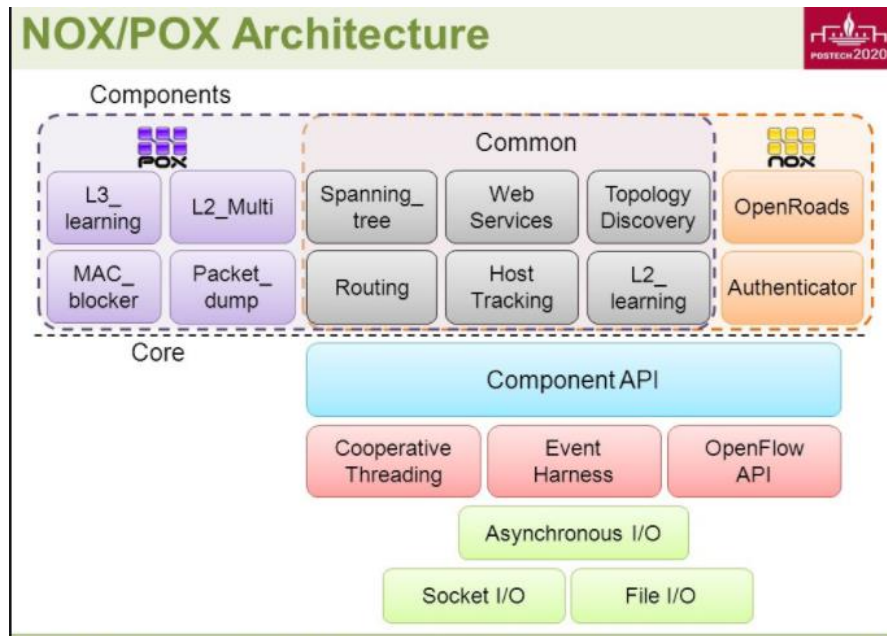 NOX/POX Architecture
POSTECH 2020
Components
POX
Common
nox
L3_
learning
L2_Multi
Spanning_
tree
Web
Services
Topology
Discovery
OpenRoads
MAC_
blocker
Packet_
dump
Routing
Host
Tracking
L2_
learning
Authenticator
Core
Component API
Cooperative
Threading
Event
Harness
OpenFlow
API
Asynchronous I/O
Socket I/O
File I/O